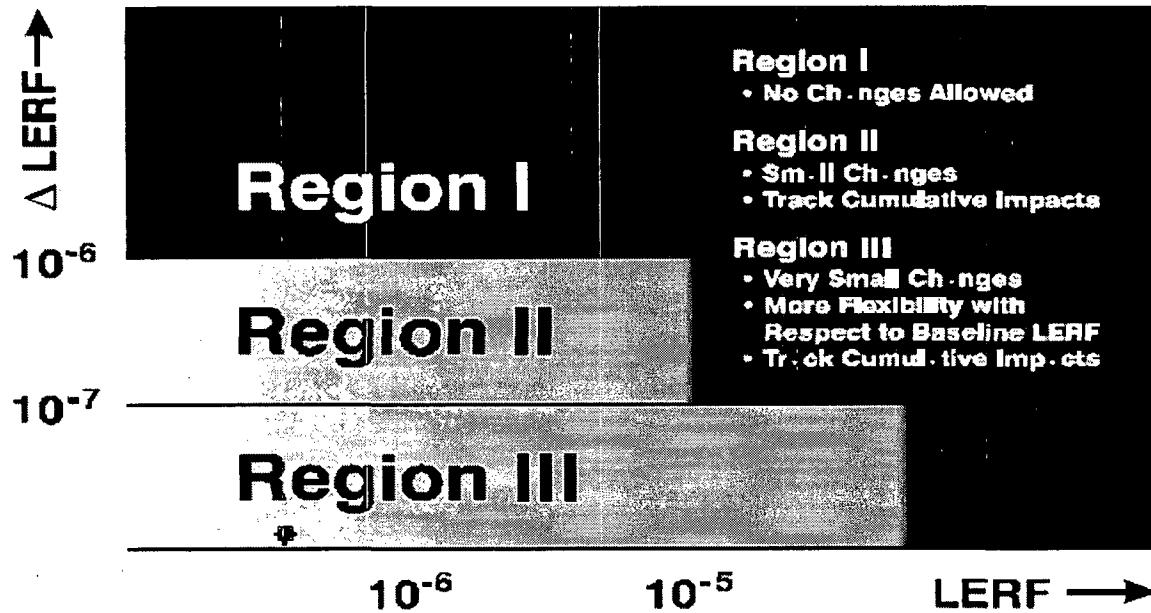 Δ LERF →
Region I
• No Ch·nges Allowed
Region II
• Sm·ll Ch·nges
• Track Cumulative Impacts
Region III
• Very Small Ch·nges
• More Flexibility with
Respect to Baseline LERF
• Tr·ck Cumul·tive Imp·cts
Region I
10⁻⁶
Region II
10⁻⁷
Region III
10⁻⁶
10⁻⁵
LERF →